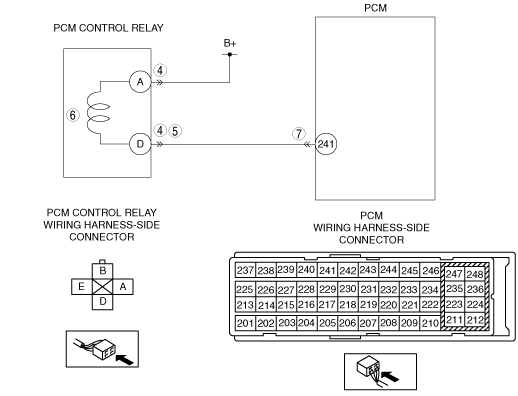 PCM
PCM CONTROL RELAY
B+
4
A
6
4 5
7
D
241
PCM CONTROL RELAY
WIRING HARNESS-SIDE
CONNECTOR
PCM
WIRING HARNESS-SIDE
CONNECTOR
B
E A
D
237 238 239 240 241 242 243 244 245 246 247 248
225 226 227 228 229 230 231 232 233 234 235 236
213 214 215 216 217 218 219 220 221 222 223 224
201 202 203 204 205 206 207 208 209 210 211 212